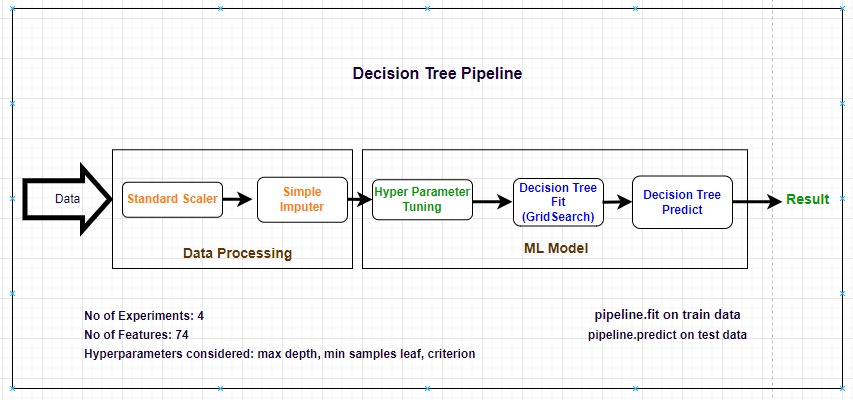 Decision Tree Pipeline
Data
Standard Scaler
Simple
Imputer
Data Processing
Hyper Parameter
Tuning
Decision Tree
Fit
(GridSearch)
Decision Tree
Predict
ML Model
Result
No of Experiments: 4
No of Features: 74
Hyperparameters considered: max depth, min samples leaf, criterion
pipeline.fit on train data
pipeline.predict on test data